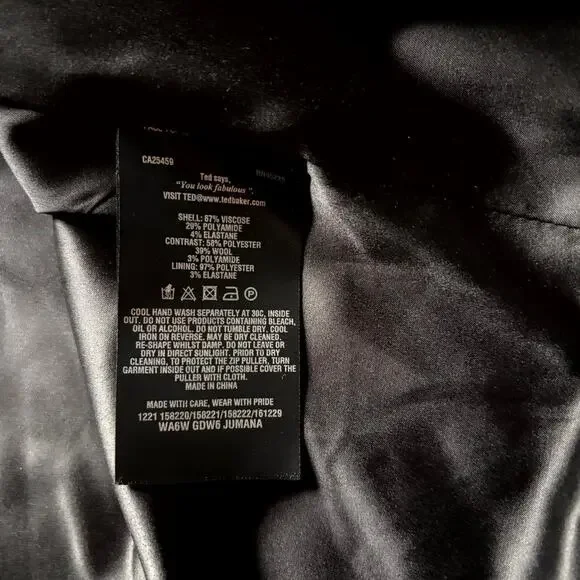 CA25459
Ted says,
"You look fabulous",
VISIT TED@www.tedbaker.com
SHELL: 67% VISCOSE
29% POLYAMIDE
4% ELASTANE
CONTRAST: 58% POLYESTER
39% WOOL
3% POLYAMIDE
LINING: 97% POLYESTER
3% ELASTANE
COOL HAND WASH SEPARATELY AT 30C, INSIDE
OUT. DO NOT USE PRODUCTS CONTAINING BLEACH,
OIL OR ALCOHOL. DO NOT TUMBLE DRY. COOL
IRON ON REVERSE. MAY BE DRY CLEANED.
RE-SHAPE WHILST DAMP. DO NOT LEAVE OR
DRY IN DIRECT SUNLIGHT. PRIOR TO DRY
CLEANING, TO PROTECT THE ZIP PULLER, TURN
GARMENT INSIDE OUT AND IF POSSIBLE COVER THE
PULLER WITH CLOTH.
MADE IN CHINA
MADE WITH CARE, WEAR WITH PRIDE
1221 158220/158221/158222/161229
WA6W GDW6 JUMANA